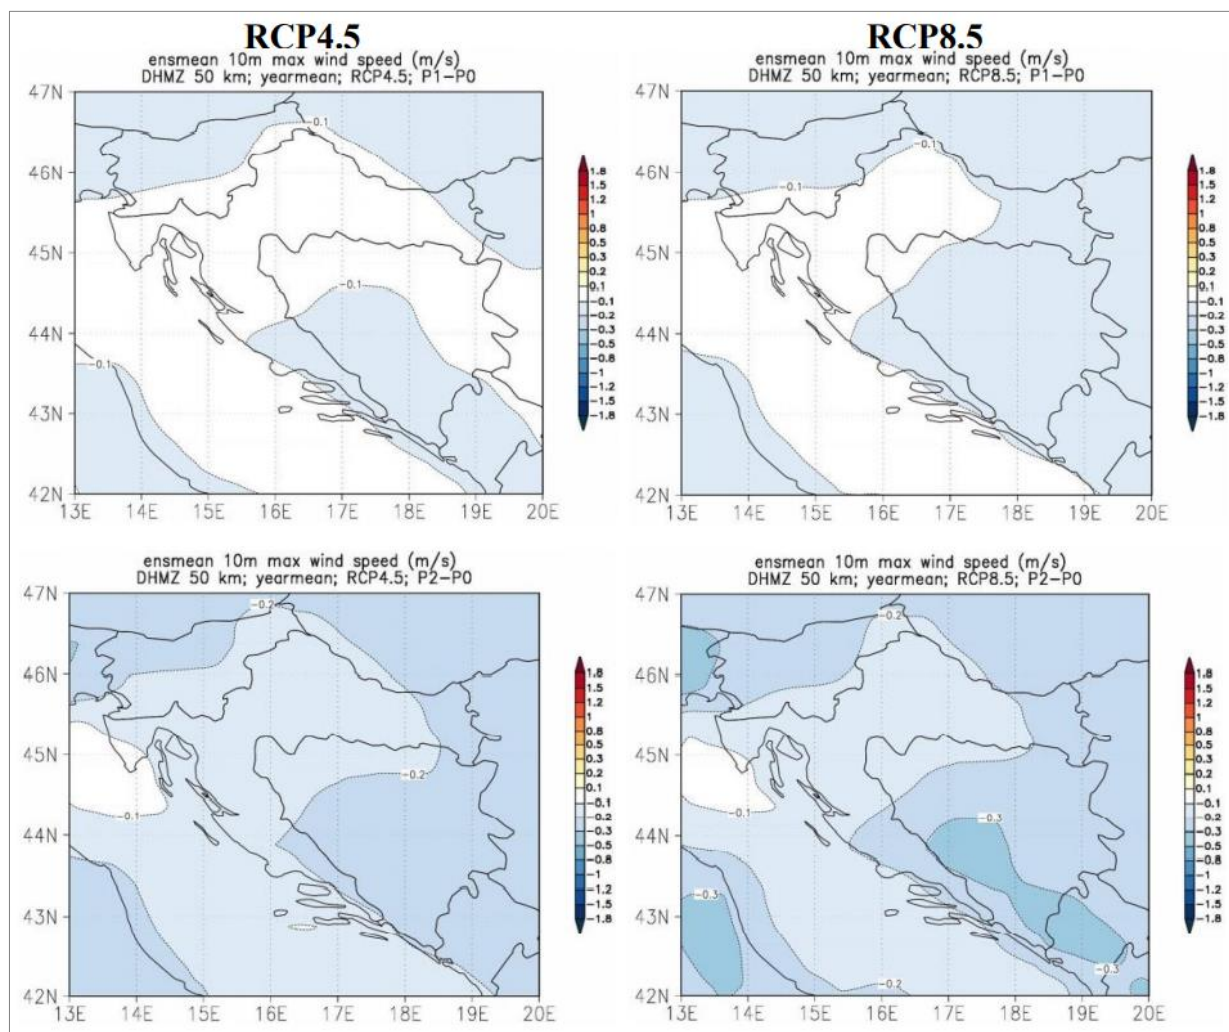 RCP4.5
ensmean 10m max wind speed (m/s)
DHMZ 50 km; yearmean; RCP4.5; P1-P0
47N
46N
45N
44N
43N
42N
13E 14E 15E 16E 17E 18E 19E 20E
-0.1
-0.1
-0.1
1.8
1.5
1.2
1
0.8
0.5
0.3
0.2
0.1
-0.1
-0.2
-0.3
-0.5
-0.8
-1
-1.2
-1.5
-1.8
RCP8.5
ensmean 10m max wind speed (m/s)
DHMZ 50 km; yearmean; RCP8.5; P1-P0
47N
46N
45N
44N
43N
42N
13E 14E 15E 16E 17E 18E 19E 20E
-0.1
-0.1
-0.1
1.8
1.5
1.2
1
0.8
0.5
0.3
0.2
0.1
-0.1
-0.2
-0.3
-0.5
-0.8
-1
-1.2
-1.5
-1.8
ensmean 10m max wind speed (m/s)
DHMZ 50 km; yearmean; RCP4.5; P2-P0
47N
46N
45N
44N
43N
42N
13E 14E 15E 16E 17E 18E 19E 20E
-0.2
-0.2
-0.1
1.8
1.5
1.2
1
0.8
0.5
0.3
0.2
0.1
-0.1
-0.2
-0.3
-0.5
-0.8
-1
-1.2
-1.5
-1.8
ensmean 10m max wind speed (m/s)
DHMZ 50 km; yearmean; RCP8.5; P2-P0
47N
46N
45N
44N
43N
42N
13E 14E 15E 16E 17E 18E 19E 20E
-0.2
-0.1
-0.3
-0.3
-0.3
-0.2
1.8
1.5
1.2
1
0.8
0.5
0.3
0.2
0.1
-0.1
-0.2
-0.3
-0.5
-0.8
-1
-1.2
-1.5
-1.8